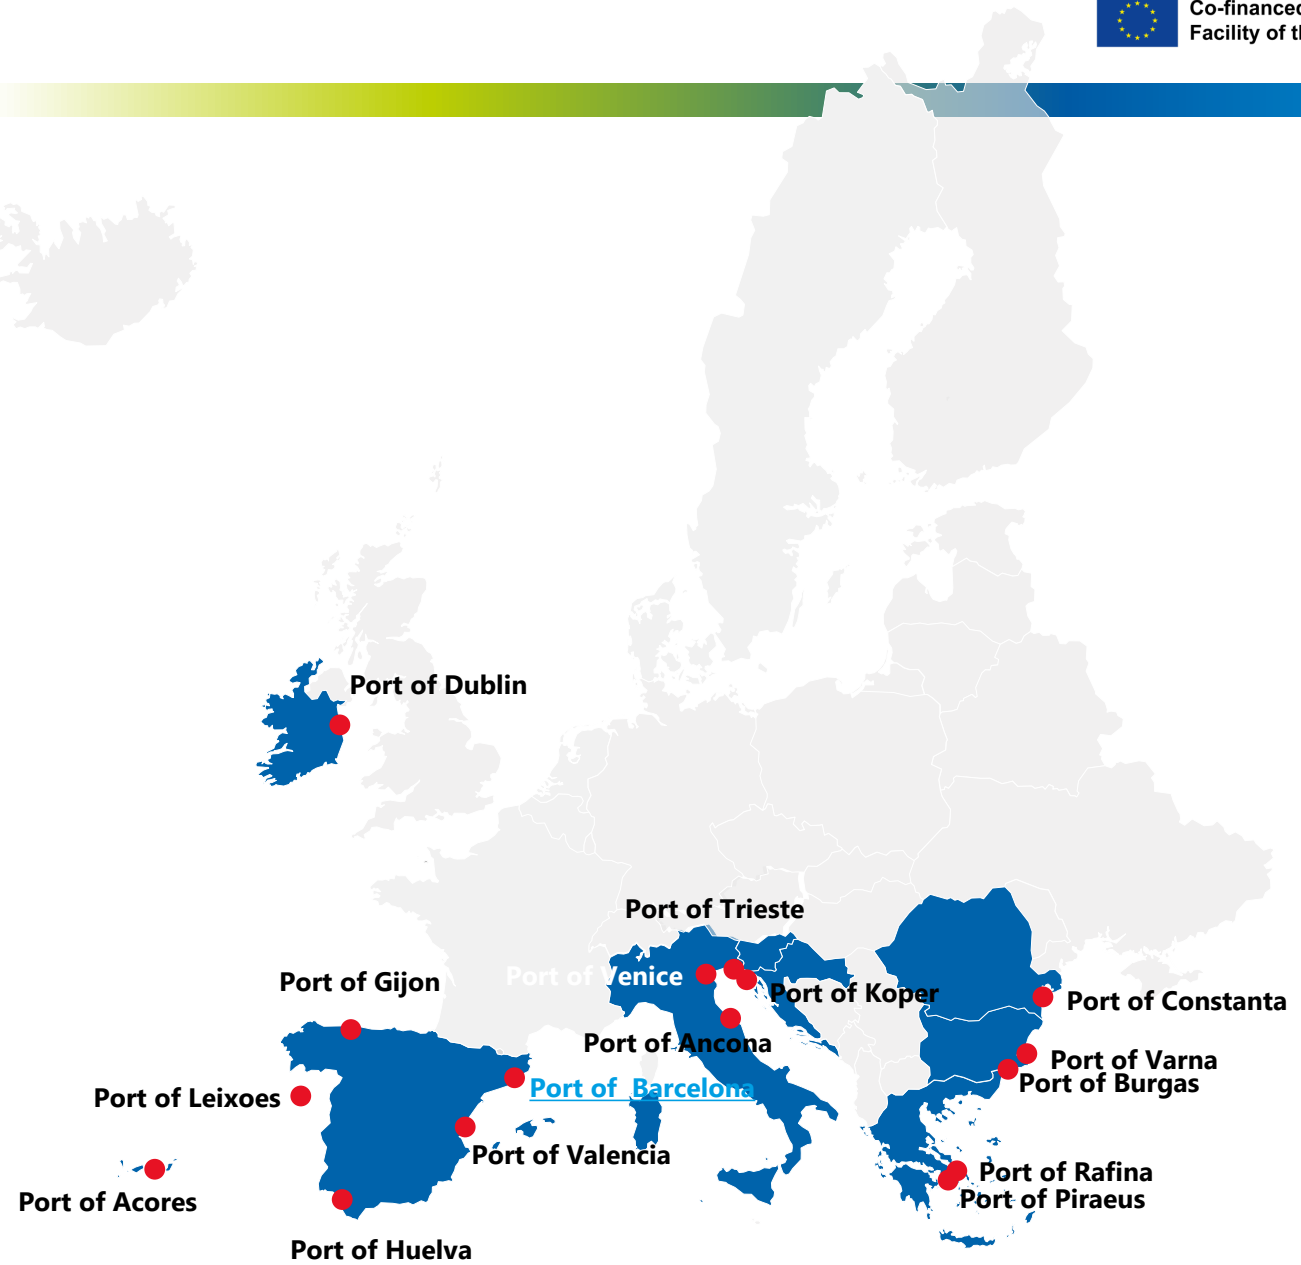 Co-financed
Facility of th
Port of Dublin
Port of Trieste
Port of Venice
Port of Gijon
Port of Koper
Port of Constanta
Port of Ancona
Port of Varna
Port of Burgas
Port of Barcelona
Port of Leixoes
Port of Valencia
Port of Rafina
Port of Acores
Port of Piraeus
Port of Huelva